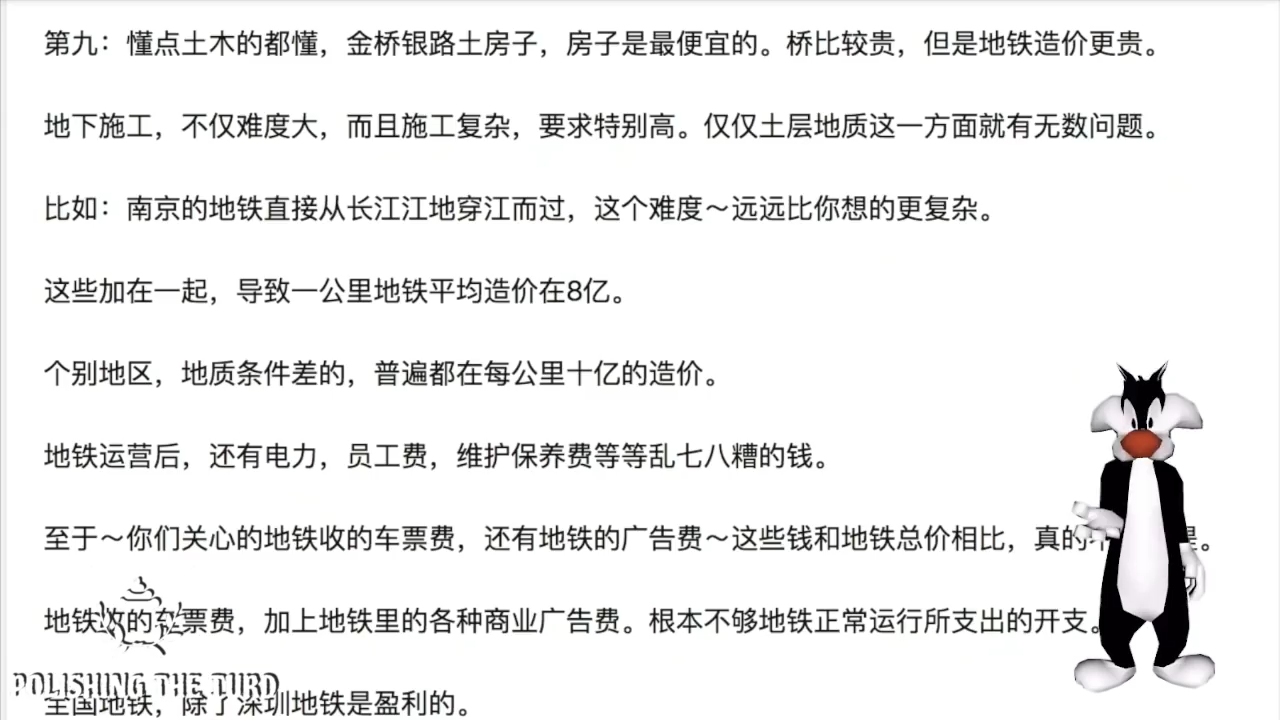 第九：懂点土木的都懂，金桥银路土房子，房子是最便宜的。桥比较贵，但是地铁造价更贵。
地下施工，不仅难度大，而且施工复杂，要求特别高。仅仅土层地质这一方面就有无数问题。
比如：南京的地铁直接从长江江地穿江而过，这个难度～远远比你想的更复杂。
这些加在一起，导致一公里地铁平均造价在8亿。
个别地区，地质条件差的，普遍都在每公里十亿的造价。
地铁运营后，还有电力，员工费，维护保养费等等乱七八糟的钱。
至于～你们关心的地铁收的车票费，还有地铁的广告费～这些钱和地铁总价相比，真的不
地铁收的车票费，加上地铁里的各种商业广告费。根本不够地铁正常运行所支出的开支。
POLISHING THE TURD
全国地铁，除了深圳地铁是盈利的。